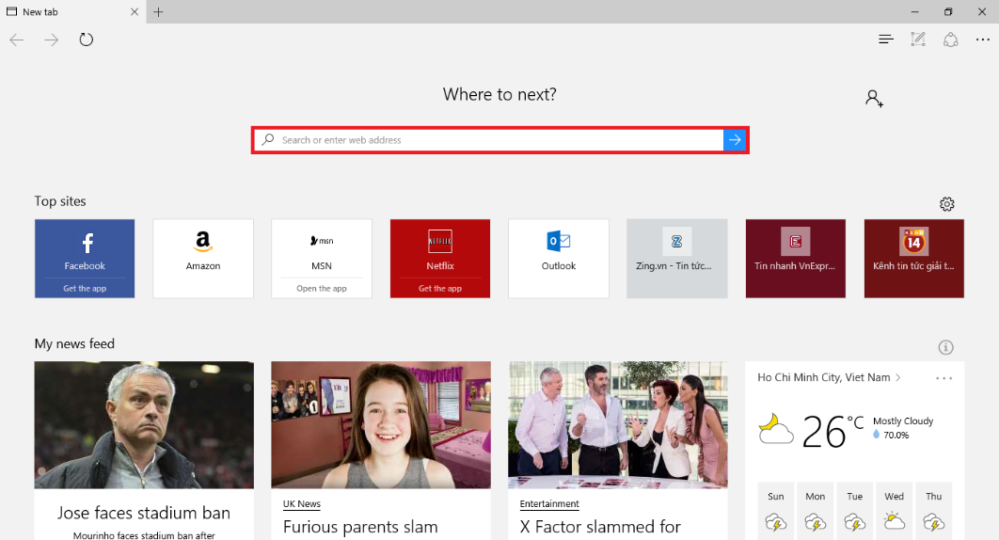 New tab
Where to next?
Search or enter web address
Top sites
Facebook
Get the app
a
Amazon
msn
MSN
Open the app
NETFLIX
Netflix
Get the app
Outlook
Z
Zing.vn - Tin tức...
E
Tin nhanh VnExpr...
14
Kênh tin tức giải t...
My news feed
Jose faces stadium ban
Mourinho faces stadium ban after
UK News
Furious parents slam
Entertainment
X Factor slammed for
Ho Chi Minh City, Viet Nam
26°C
Mostly Cloudy
70.0%
Sun Mon Tue Wed Thu